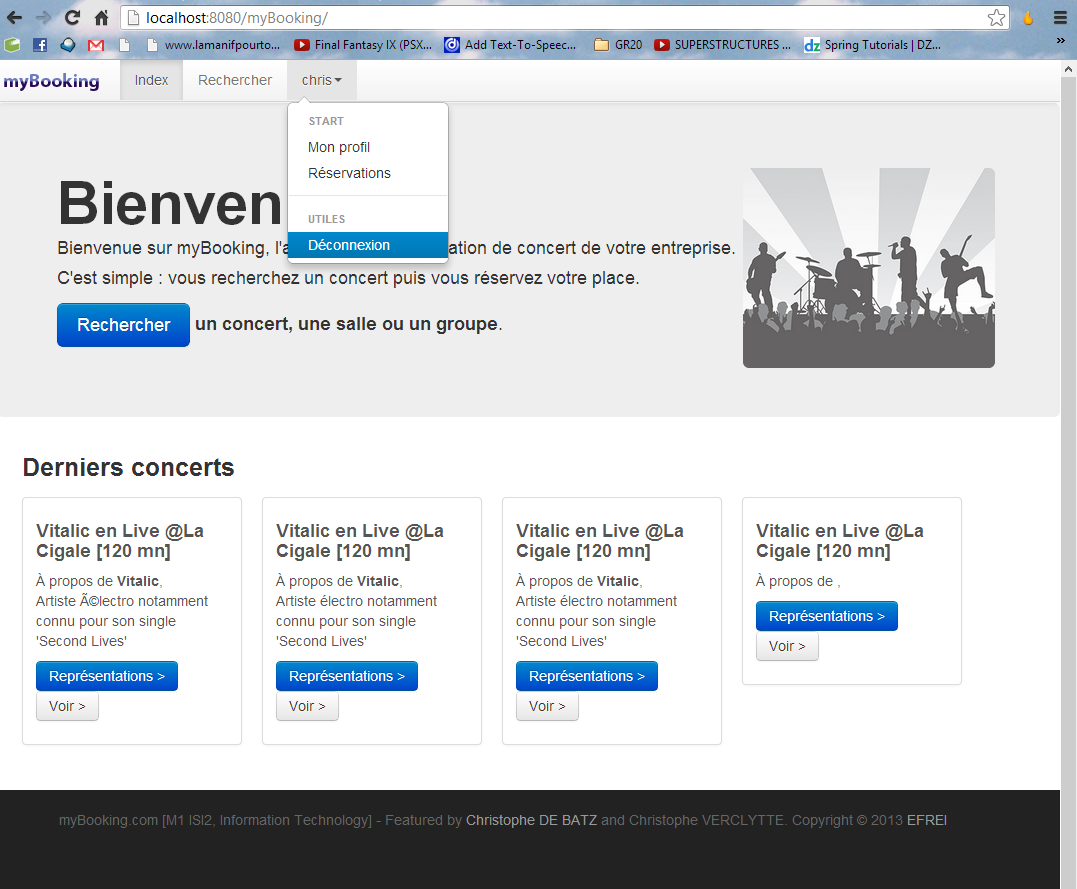 localhost:8080/myBooking/
www.lamanifpourto...
Final Fantasy IX (PSX...
Add Text-To-Speec...
GR20
SUPERSTRUCTURES ...
dz Spring Tutorials | DZ...
»
myBooking
Index
Rechercher
chris
START
Mon profil
Réservations
UTILES
Déconnexion
Bienven
Bienvenue sur myBooking, l'a ation de concert de votre entreprise.
C'est simple : vous recherchez un concert puis vous réservez votre place.
Rechercher un concert, une salle ou un groupe.
Derniers concerts
Vitalic en Live @La
Cigale [120 mn]
À propos de Vitalic,
Artiste Ã©lectro notamment
connu pour son single
'Second Lives'
Représentations >
Voir >
Vitalic en Live @La
Cigale [120 mn]
À propos de Vitalic,
Artiste électro notamment
connu pour son single
'Second Lives'
Représentations >
Voir >
Vitalic en Live @La
Cigale [120 mn]
À propos de Vitalic,
Artiste électro notamment
connu pour son single
'Second Lives'
Représentations >
Voir >
Vitalic en Live @La
Cigale [120 mn]
À propos de ,
Représentations >
Voir >
myBooking.com [M1 ISI2, Information Technology] - Featured by Christophe DE BATZ and Christophe VERCLYTTE. Copyright © 2013 EFREI